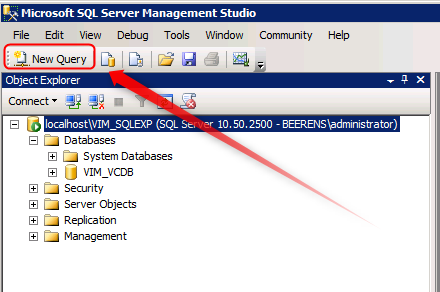 Microsoft SQL Server Management Studio
File Edit View Debug Tools Window Community Help
New Query
Object Explorer
Connect
localhost\VIM_SQLEXP (SQL Server 10.50.2500 - BEERENS\administrator)
Databases
System Databases
VIM_VCDB
Security
Server Objects
Replication
Management